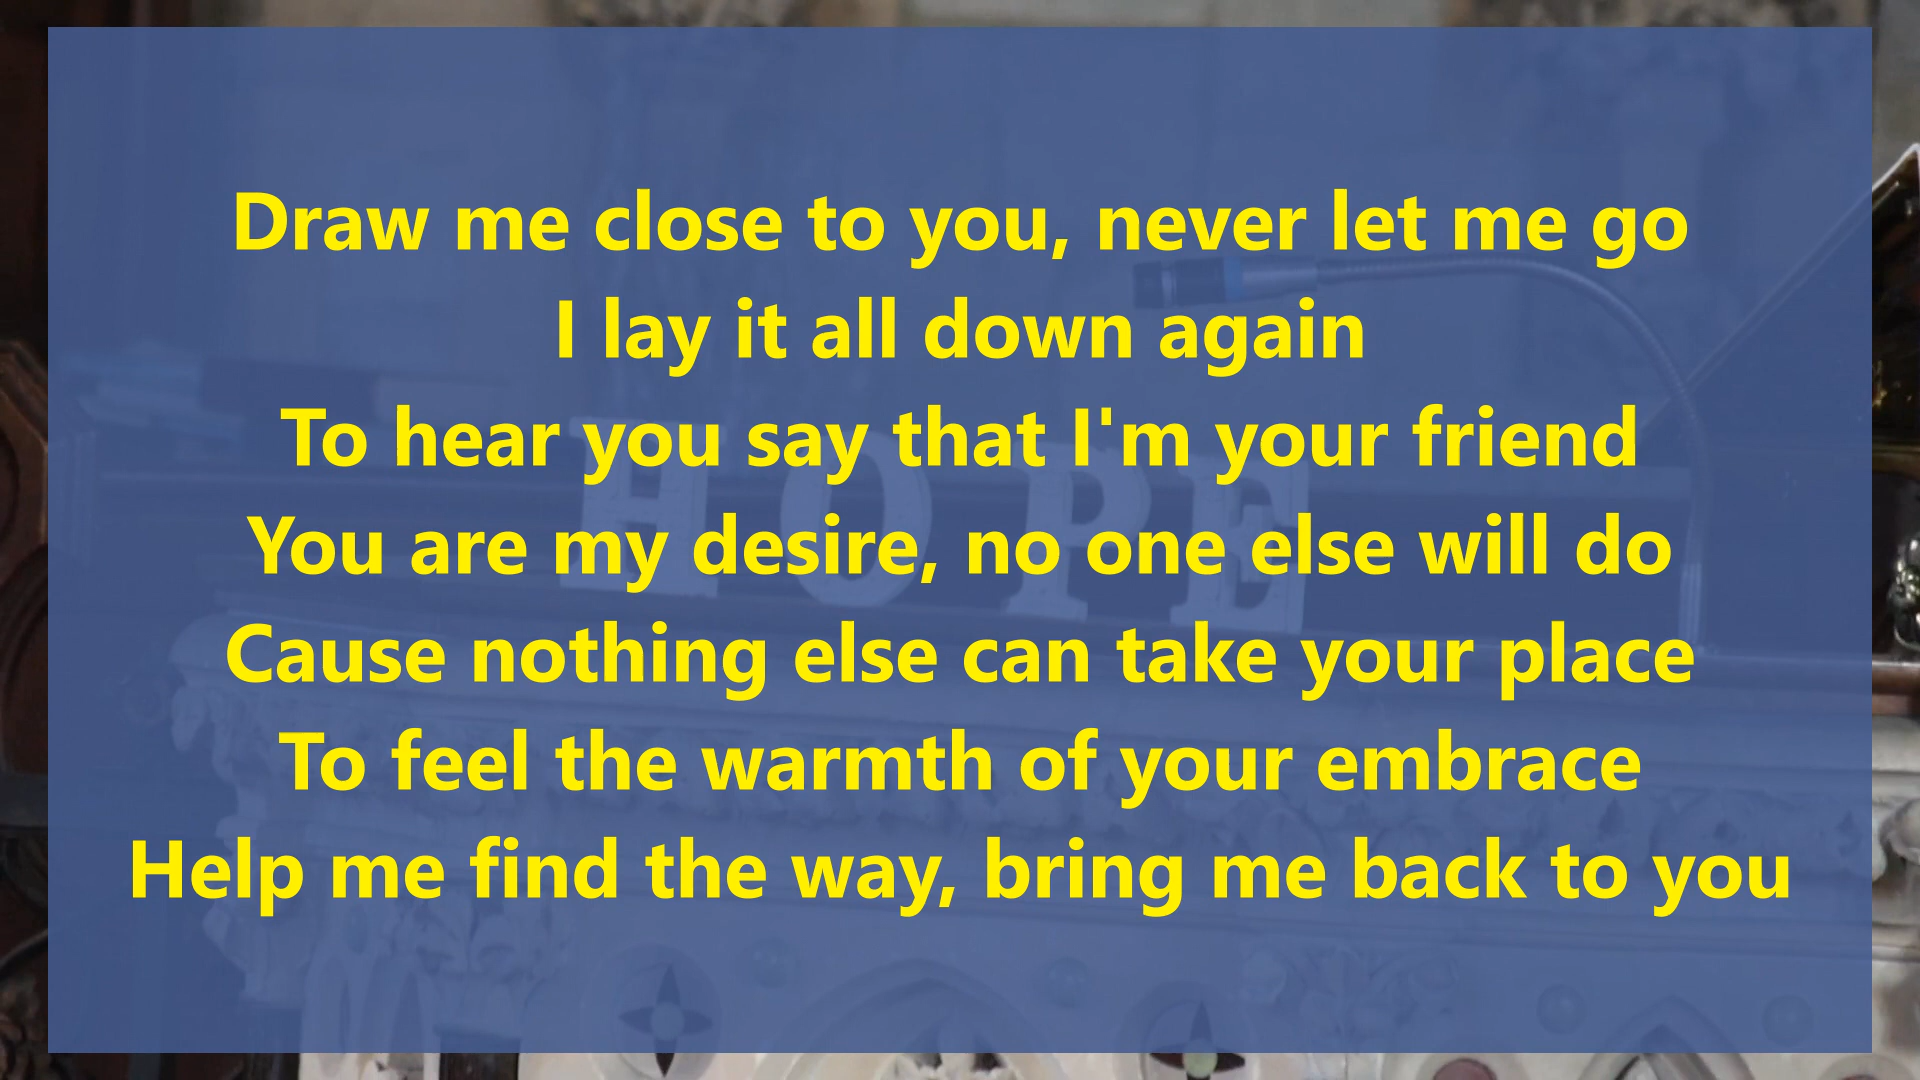 Draw me close to you, never let me go
I lay it all down again
To hear you say that I'm your friend
You are my desire, no one else will do
Cause nothing else can take your place
To feel the warmth of your embrace
Help me find the way, bring me back to you
HOPE